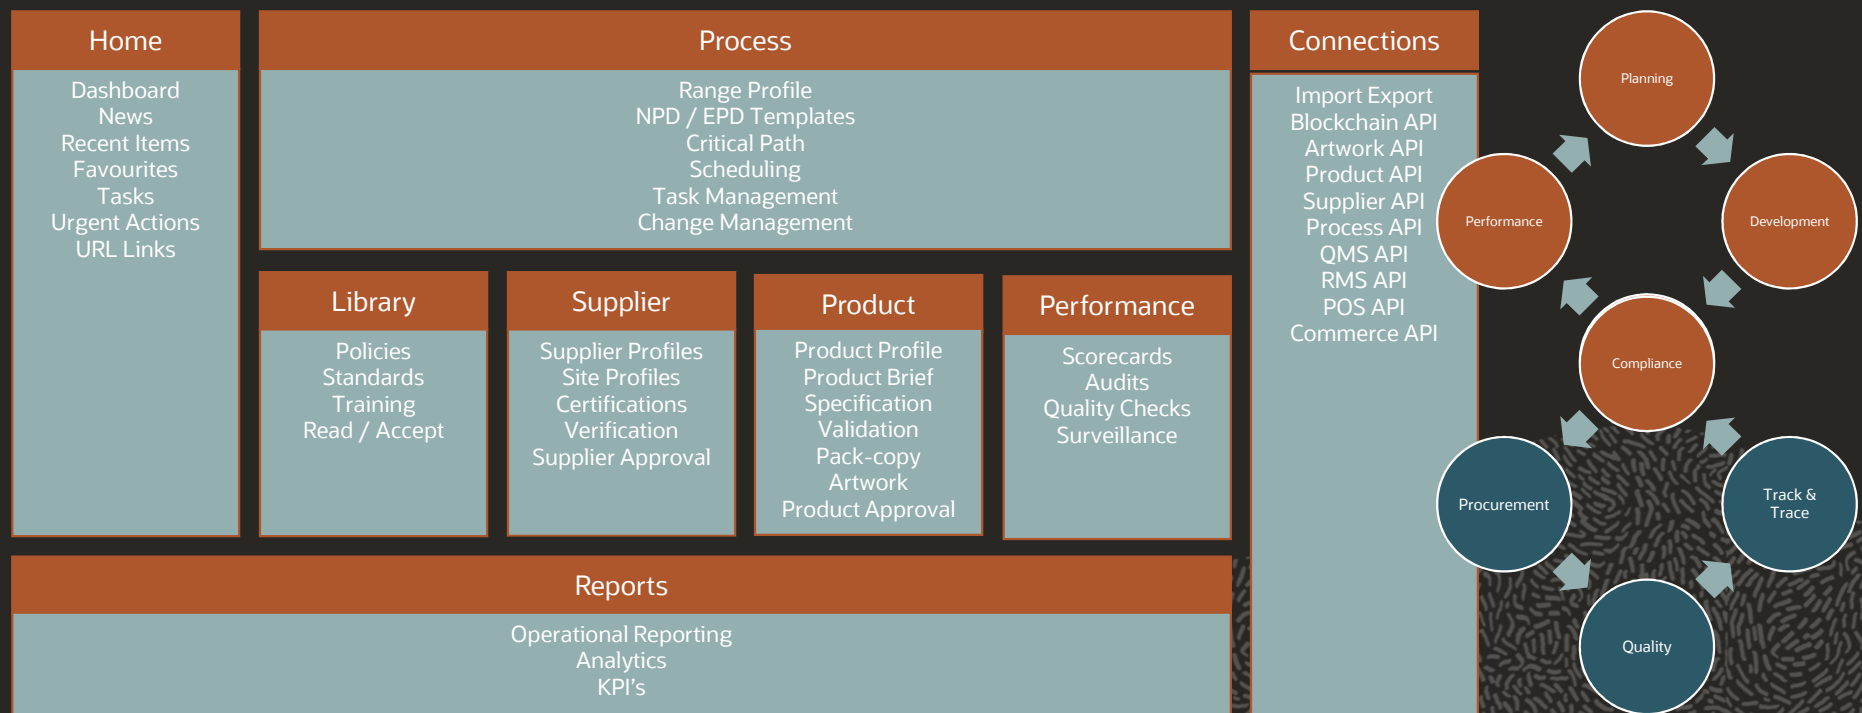 Home
Dashboard
News
Recent Items
Favourites
Tasks
Urgent Actions
URL Links
Process
Range Profile
NPD / EPD Templates
Critical Path
Scheduling
Task Management
Change Management
Library
Policies
Standards
Training
Read / Accept
Supplier
Supplier Profiles
Site Profiles
Certifications
Verification
Supplier Approval
Product
Product Profile
Product Brief
Specification
Validation
Pack-copy
Artwork
Product Approval
Performance
Scorecards
Audits
Quality Checks
Surveillance
Reports
Operational Reporting
Analytics
KPI’s
Connections
Import Export
Blockchain API
Artwork API
Product API
Supplier API
Process API
QMS API
RMS API
POS API
Commerce API
Planning
Performance
Development
Compliance
Procurement
Track &
Trace
Quality